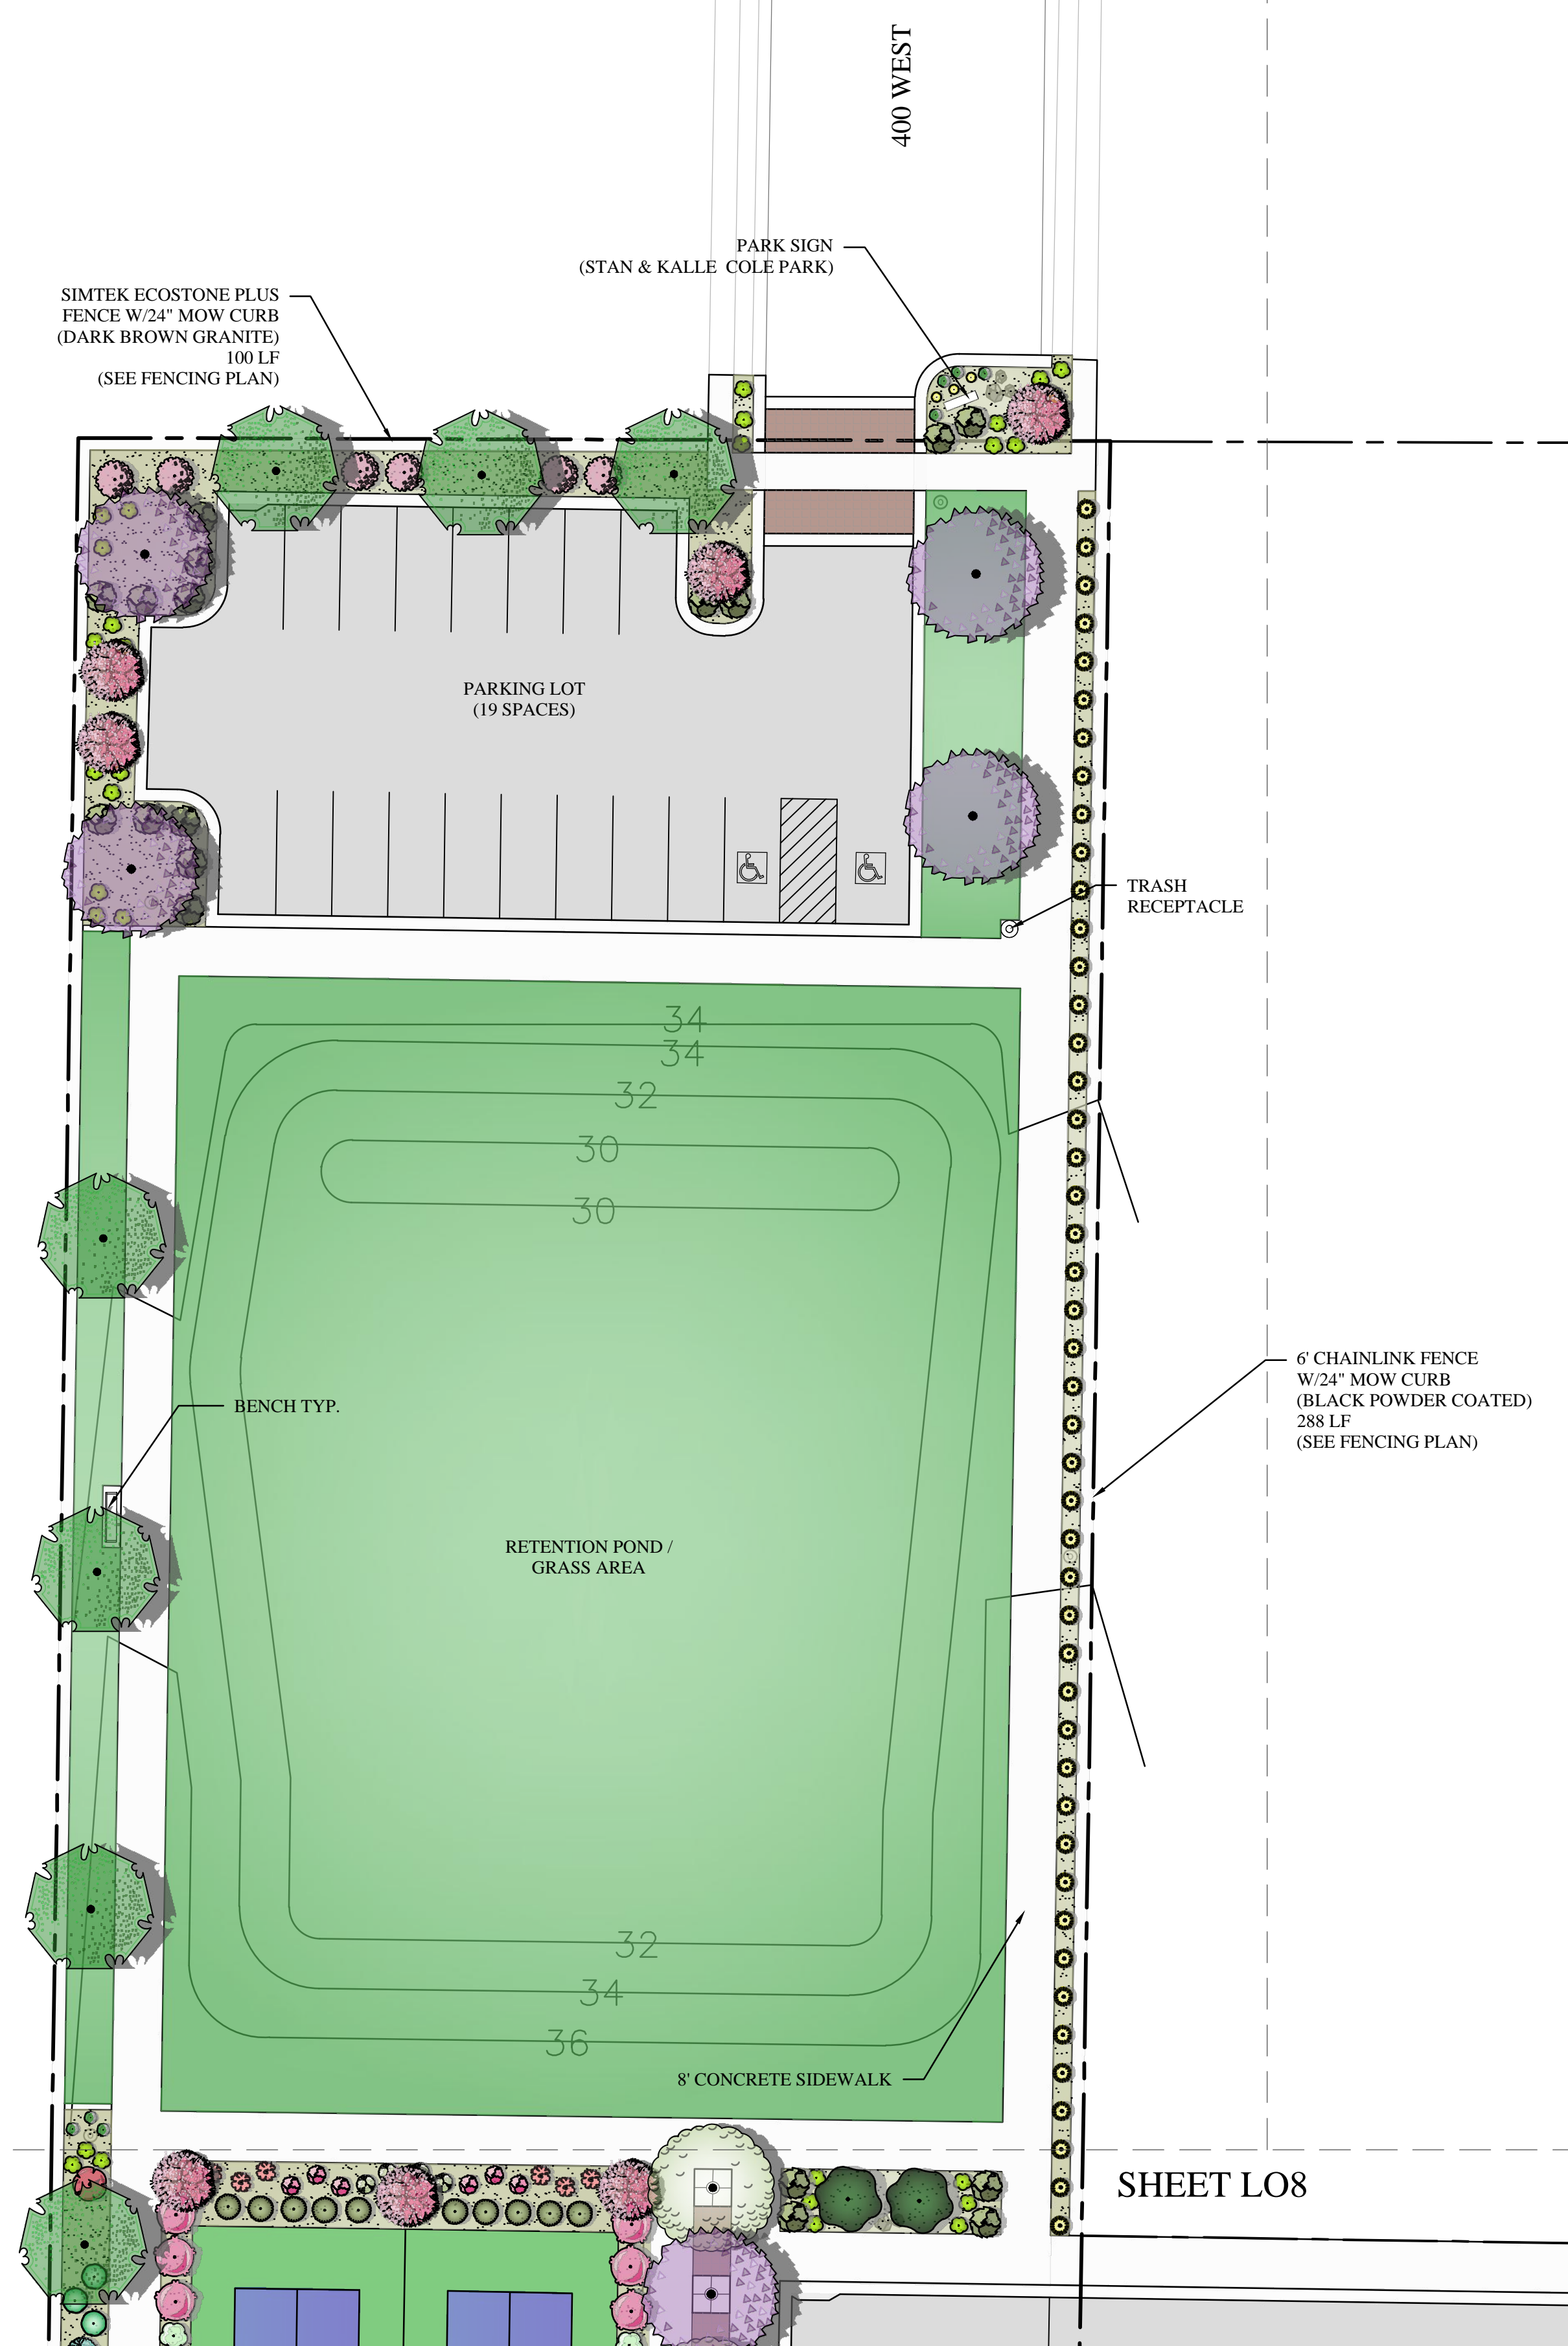 400 WEST
PARK SIGN
(STAN & KALLE COLE PARK)
SIMTEK ECOSTONE PLUS
FENCE W/24" MOW CURB
(DARK BROWN GRANITE)
100 LF
(SEE FENCING PLAN)
PARKING LOT
(19 SPACES)
TRASH
RECEPTACLE
34
34
32
30
30
6' CHAINLINK FENCE
W/24" MOW CURB
(BLACK POWDER COATED)
288 LF
(SEE FENCING PLAN)
BENCH TYP.
RETENTION POND /
GRASS AREA
32
34
36
8' CONCRETE SIDEWALK
SHEET LO8